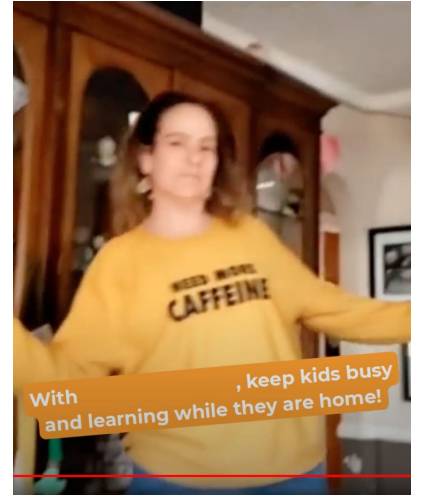 NEED MORE
CAFFEINE
With , keep kids busy
and learning while they are home!